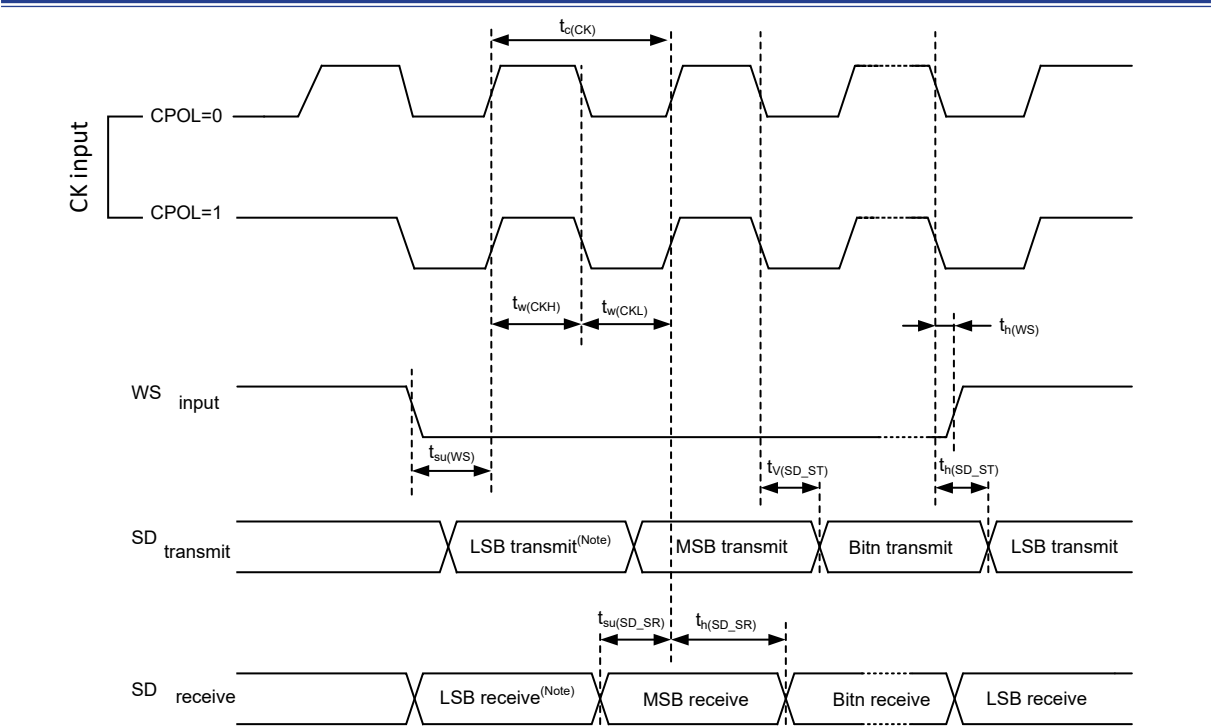 tc(CK)
CK input
CPOL=0
CPOL=1
tw(CKH)
tw(CKL)
th(WS)
WS input
tsu(WS)
tV(SD_ST)
th(SD_ST)
SD transmit
LSB transmit(Note)
MSB transmit
Bitn transmit
LSB transmit
tsu(SD_SR)
th(SD_SR)
SD receive
LSB receive(Note)
MSB receive
Bitn receive
LSB receive